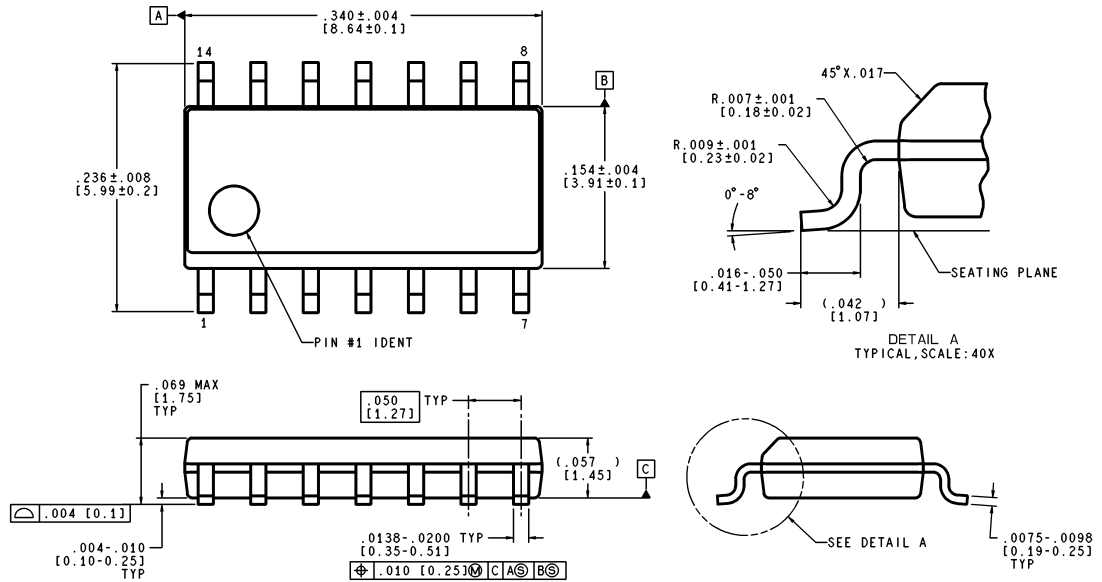 A
.340±.004
[8.64±0.1]
14
8
B
.236±.008
[5.99±0.2]
.154±.004
[3.91±0.1]
1
7
PIN #1 IDENT
45°X.017
R.007±.001
[0.18±0.02]
R.009±.001
[0.23±0.02]
0°-8°
.016-.050
[0.41-1.27]
SEATING PLANE
(.042 )
[1.07]
DETAIL A
TYPICAL,SCALE:40X
.069 MAX
[1.75]
TYP
.050
[1.27]
TYP
(.057 )
[1.45]
C
⌓ .004 [0.1]
.004-.010
[0.10-0.25]
TYP
.0138-.0200 TYP
[0.35-0.51]
⌖ .010 [0.25]Ⓜ C AⓈ BⓈ
SEE DETAIL A
.0075-.0098
[0.19-0.25]
TYP